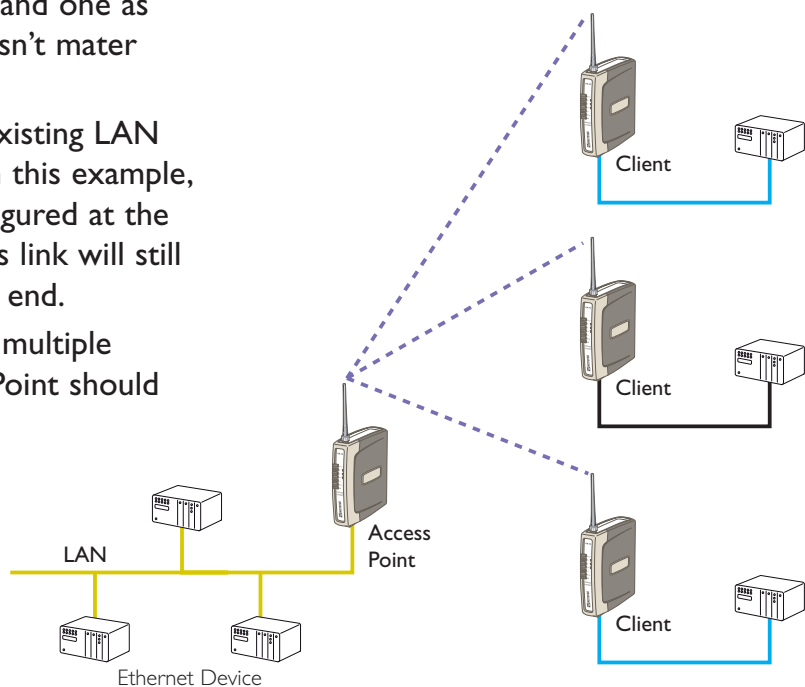 and one as
sn't mater
xisting LAN
n this example,
gured at the
s link will still
end.
multiple
Point should
Client
Client
Access
Point
LAN
Client
Ethernet Device